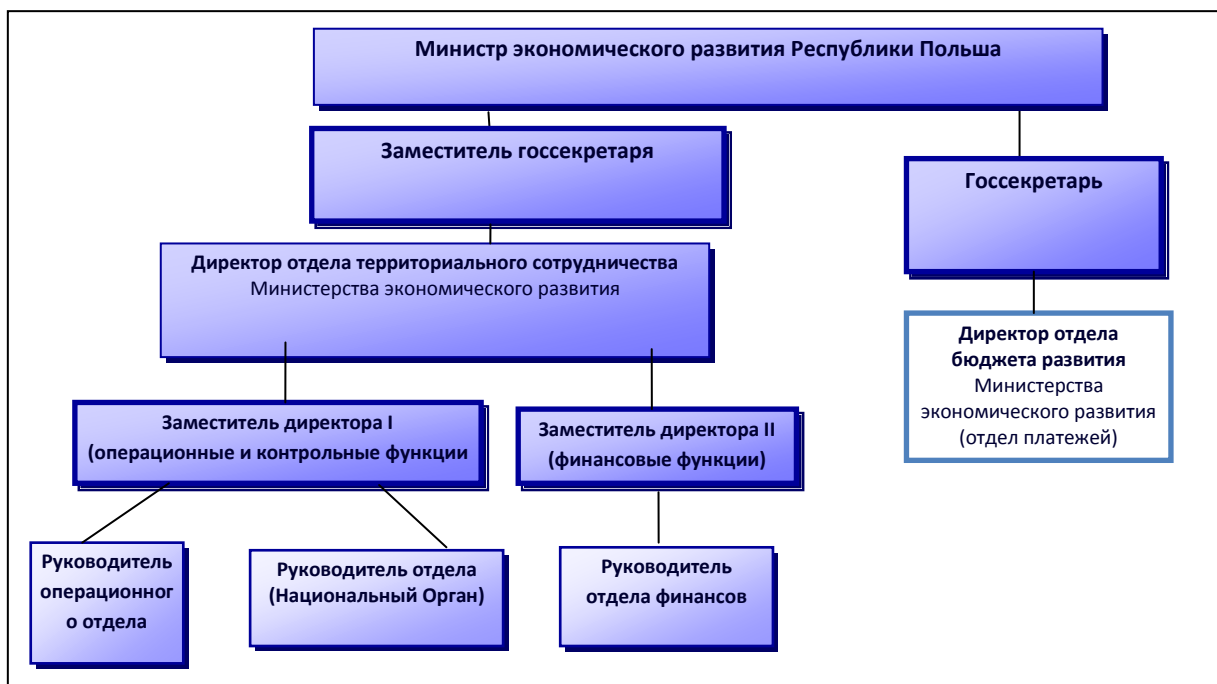 Министр экономического развития Республики Польша
Заместитель госсекретаря
Госсекретарь
Директор отдела территориального сотрудничества
Министерства экономического развития
Директор отдела
бюджета развития
Министерства
экономического развития
(отдел платежей)
Заместитель директора I
(операционные и контрольные функции
Заместитель директора II
(финансовые функции)
Руководитель
операционног
о отдела
Руководитель отдела
(Национальный Орган)
Руководитель
отдела финансов